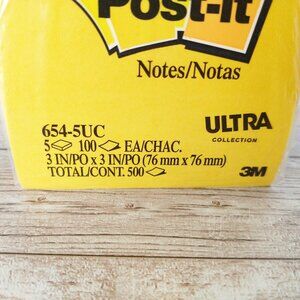 Post-it
Notes/Notas
654-5UC
5 100 EA/CHAC.
3 IN/PO x 3 IN/PO (76 mm x 76 mm)
TOTAL/CONT. 500
ULTRA
COLLECTION
3M